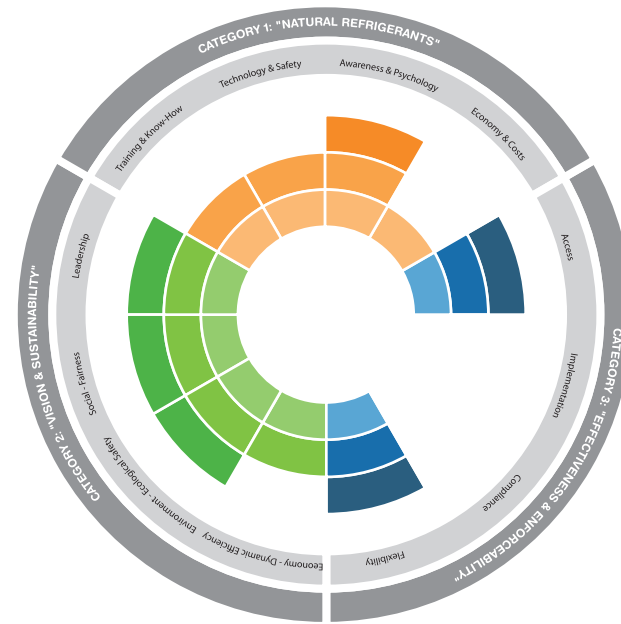 CATEGORY 1: "NATURAL REFRIGERANTS"
Training & Know-How
Technology & Safety
Awareness & Psychology
Economy & Costs
CATEGORY 3: "EFFECTIVENESS & ENFORCEABILITY"
Access
Implementation
Compliance
Flexibility
CATEGORY 2: "VISION & SUSTAINABILITY"
Leadership
Social - Fairness
Environment - Ecological Safety
Economy - Dynamic Efficiency